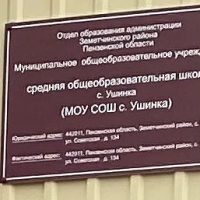 Отдел образования администрации
Земетчинского района
Пензенской области
Муниципальное общеобразовательное учреж
средняя общеобразовательная шко
с. Ушинка
(МОУ СОШ с. Ушинка)
Юридический адрес: 442011, Пензенская область, Земетчинский район, с.
ул. Советская д. 134
Фактический адрес: 442011, Пензенская область, Земетчинский район, с.
ул. Советская д. 134